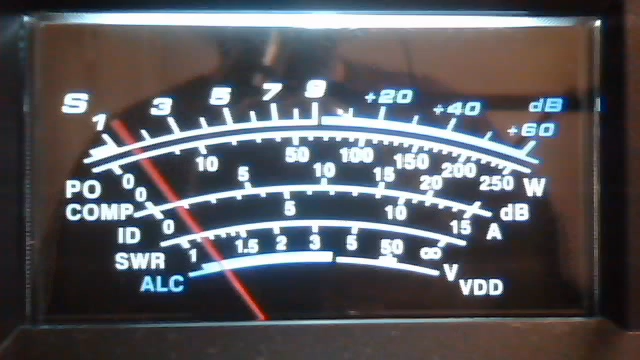 S 1 3 5 7 9 +20 +40 +60 dB
PO 0 10 50 100 150 200 250 W
COMP 0 5 10 15 20 dB
ID 0 5 10 15 A
SWR 1 1.5 2 3 5 50 ∞
ALC V VDD